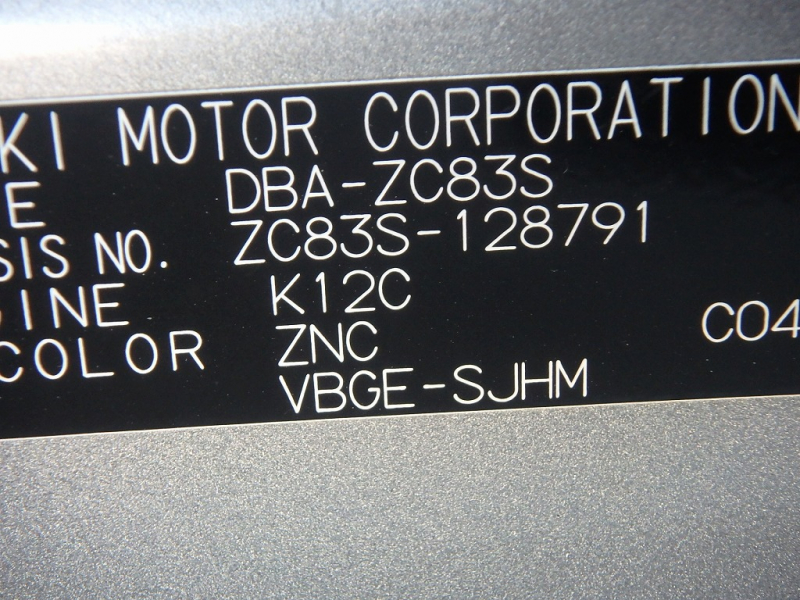 KI MOTOR CORPORATION
E DBA-ZC83S
SIS NO. ZC83S-128791
INE K12C
COLOR ZNC C04
VBGE-SJHM